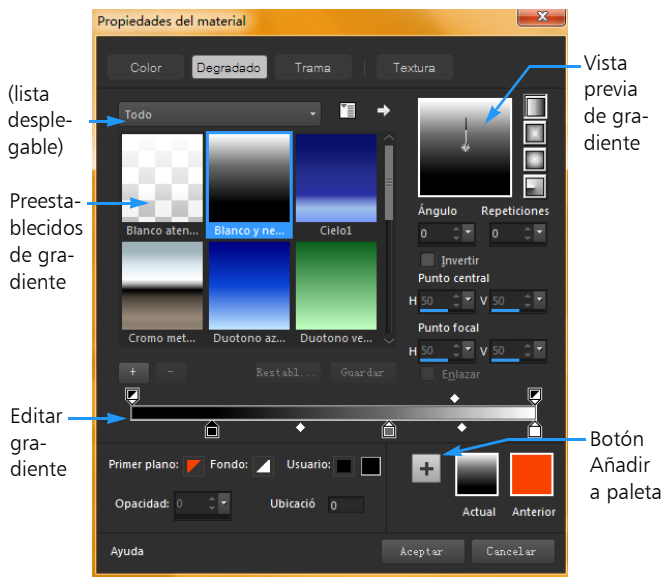 Propiedades del material
Color Degradado Trama Textura
(lista
desple-
gable)
Todo
Vista
previa
de gra-
diente
Preesta-
blecidos
de gra-
diente
Blanco aten... Blanco y ne... Cielo1
Cromo met... Duotono az... Duotono ve...
Ángulo Repeticiones
0 0
Invertir
Punto central
H 50 V 50
Punto focal
H 50 V 50
Enlazar
+ - Restabl... Guardar
Editar
gra-
diente
Primer plano: Fondo: Usuario:
Opacidad: 0 Ubicació 0
+
Actual Anterior
Botón
Añadir
a paleta
Ayuda Aceptar Cancelar